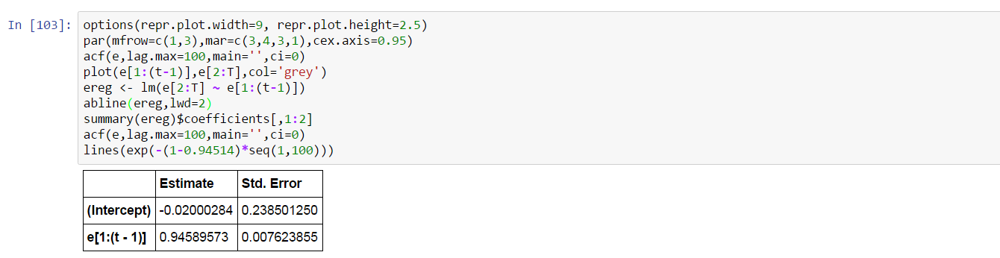 In [103]: options(repr.plot.width=9, repr.plot.height=2.5)
par(mfrow=c(1,3),mar=c(3,4,3,1),cex.axis=0.95)
acf(e,lag.max=100,main='',ci=0)
plot(e[1:(t-1)],e[2:T],col='grey')
ereg <- lm(e[2:T] ~ e[1:(t-1)])
abline(ereg,lwd=2)
summary(ereg)$coefficients[,1:2]
acf(e,lag.max=100,main='',ci=0)
lines(exp(-(1-0.94514)*seq(1,100)))
Estimate Std. Error
(Intercept) -0.02000284 0.238501250
e[1:(t - 1)] 0.94589573 0.007623855